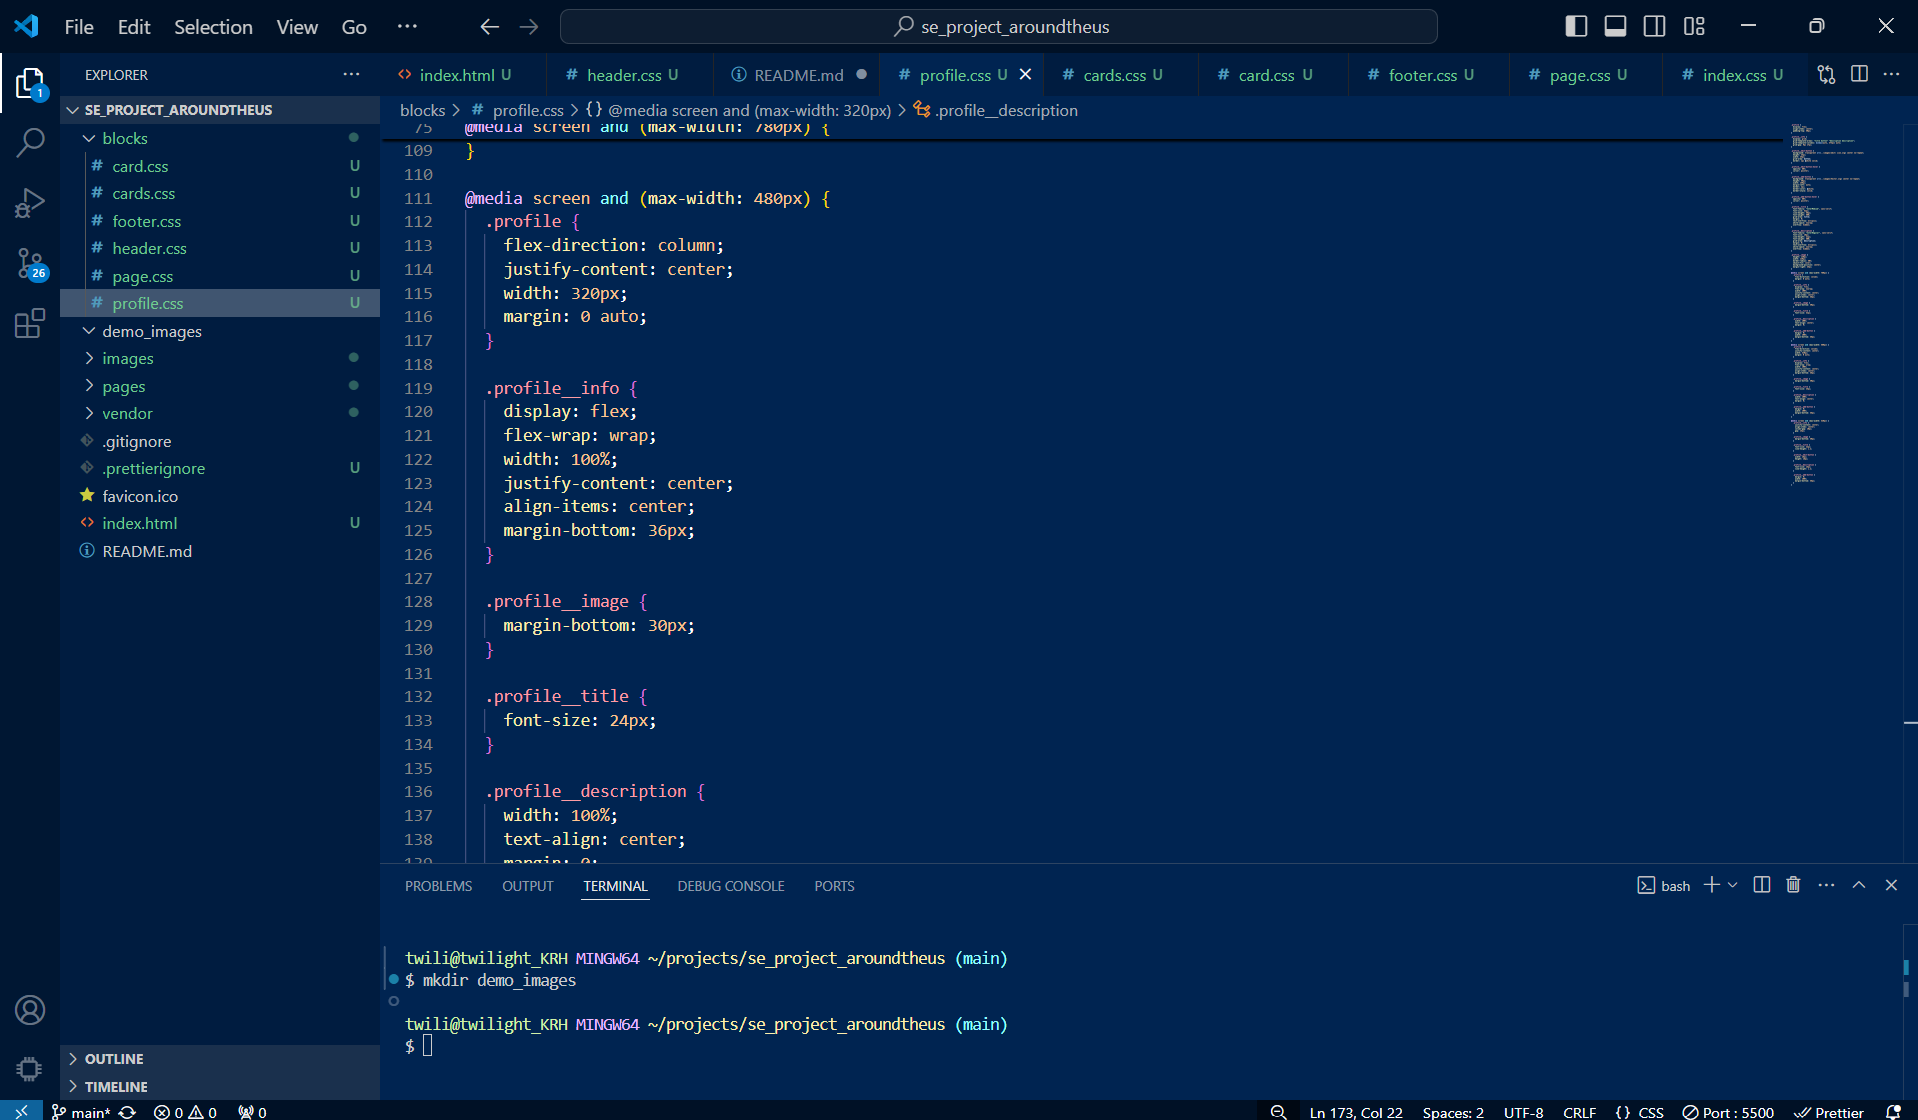 File Edit Selection View Go ··· se_project_aroundtheus
EXPLORER ···
index.html U # header.css U README.md # profile.css U # cards.css U # card.css U # footer.css U # page.css U # index.css U ···
SE_PROJECT_AROUNDTHEUS
blocks
# card.css U
# cards.css U
# footer.css U
# header.css U
# page.css U
# profile.css U
demo_images
images
pages
vendor
.gitignore
.prettierignore U
favicon.ico
index.html U
README.md
OUTLINE
TIMELINE
blocks > # profile.css > {} @media screen and (max-width: 320px) > .profile__description
75 @media screen and (max-width: 780px) {
109 }
110
111 @media screen and (max-width: 480px) {
112 .profile {
113 flex-direction: column;
114 justify-content: center;
115 width: 320px;
116 margin: 0 auto;
117 }
118
119 .profile__info {
120 display: flex;
121 flex-wrap: wrap;
122 width: 100%;
123 justify-content: center;
124 align-items: center;
125 margin-bottom: 36px;
126 }
127
128 .profile__image {
129 margin-bottom: 30px;
130 }
131
132 .profile__title {
133 font-size: 24px;
134 }
135
136 .profile__description {
137 width: 100%;
138 text-align: center;
139 margin: 0;
PROBLEMS OUTPUT TERMINAL DEBUG CONSOLE PORTS bash ···
twili@twilight_KRH MINGW64 ~/projects/se_project_aroundtheus (main)
$ mkdir demo_images
twili@twilight_KRH MINGW64 ~/projects/se_project_aroundtheus (main)
$
1
26
main* 0 0 0 Ln 173, Col 22 Spaces: 2 UTF-8 CRLF {} CSS Port : 5500 Prettier